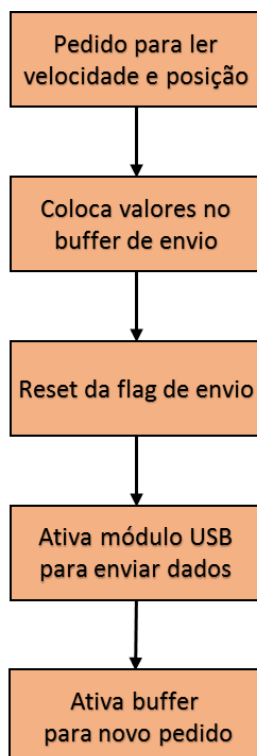 Pedido para ler
velocidade e posição
Coloca valores no
buffer de envio
Reset da flag de envio
Ativa módulo USB
para enviar dados
Ativa buffer
para novo pedido